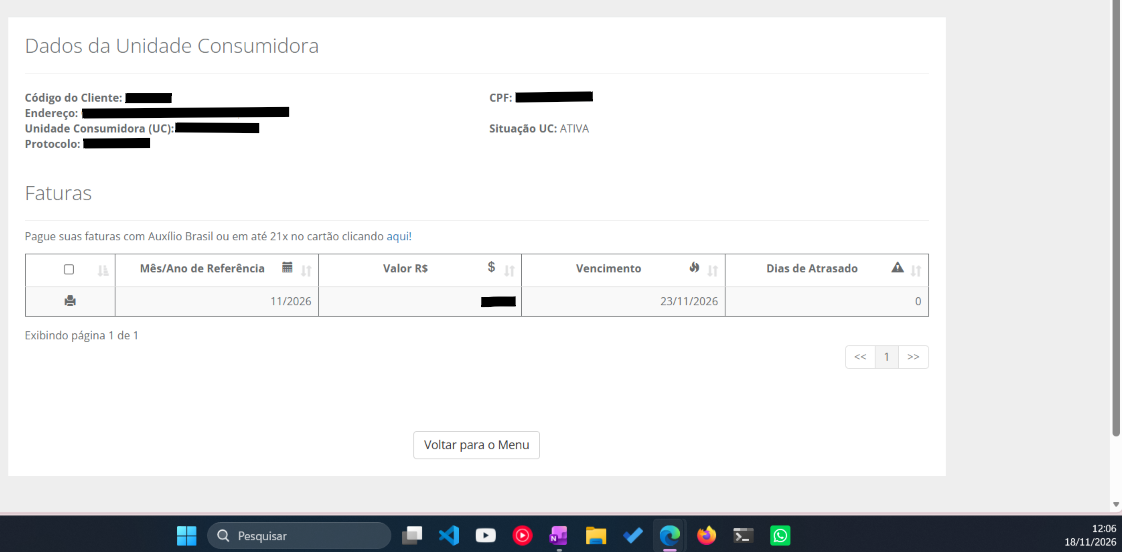 Dados da Unidade Consumidora
Código do Cliente:
CPF:
Endereço:
Unidade Consumidora (UC):
Situação UC: ATIVA
Protocolo:
Faturas
Pague suas faturas com Auxílio Brasil ou em até 21x no cartão clicando aqui!
Mês/Ano de Referência Valor R$ $ Vencimento Dias de Atrasado
11/2026 23/11/2026 0
Exibindo página 1 de 1
<< 1 >>
Voltar para o Menu
Pesquisar
12:06
18/11/2026